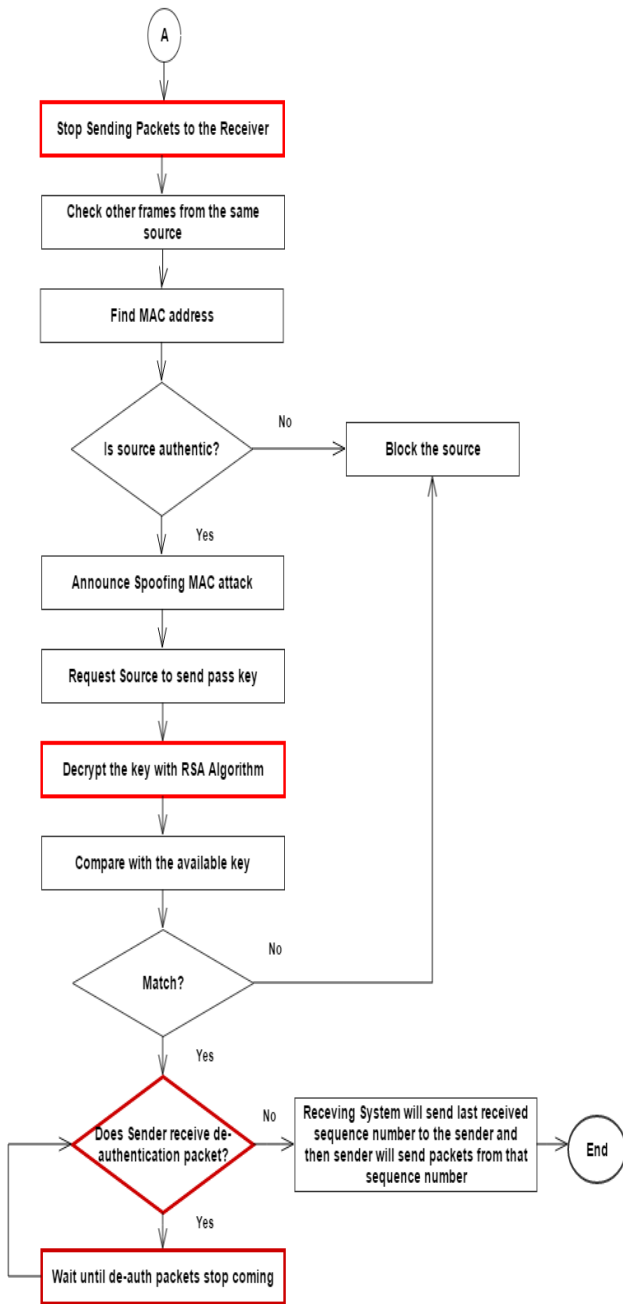 A
Stop Sending Packets to the Receiver
Check other frames from the same
source
Find MAC address
Is source authentic?
No
Block the source
Yes
Announce Spoofing MAC attack
Request Source to send pass key
Decrypt the key with RSA Algorithm
Compare with the available key
Match?
No
Yes
Does Sender receive de-
authentication packet?
No
Receving System will send last received
sequence number to the sender and
then sender will send packets from that
sequence number
End
Yes
Wait until de-auth packets stop coming